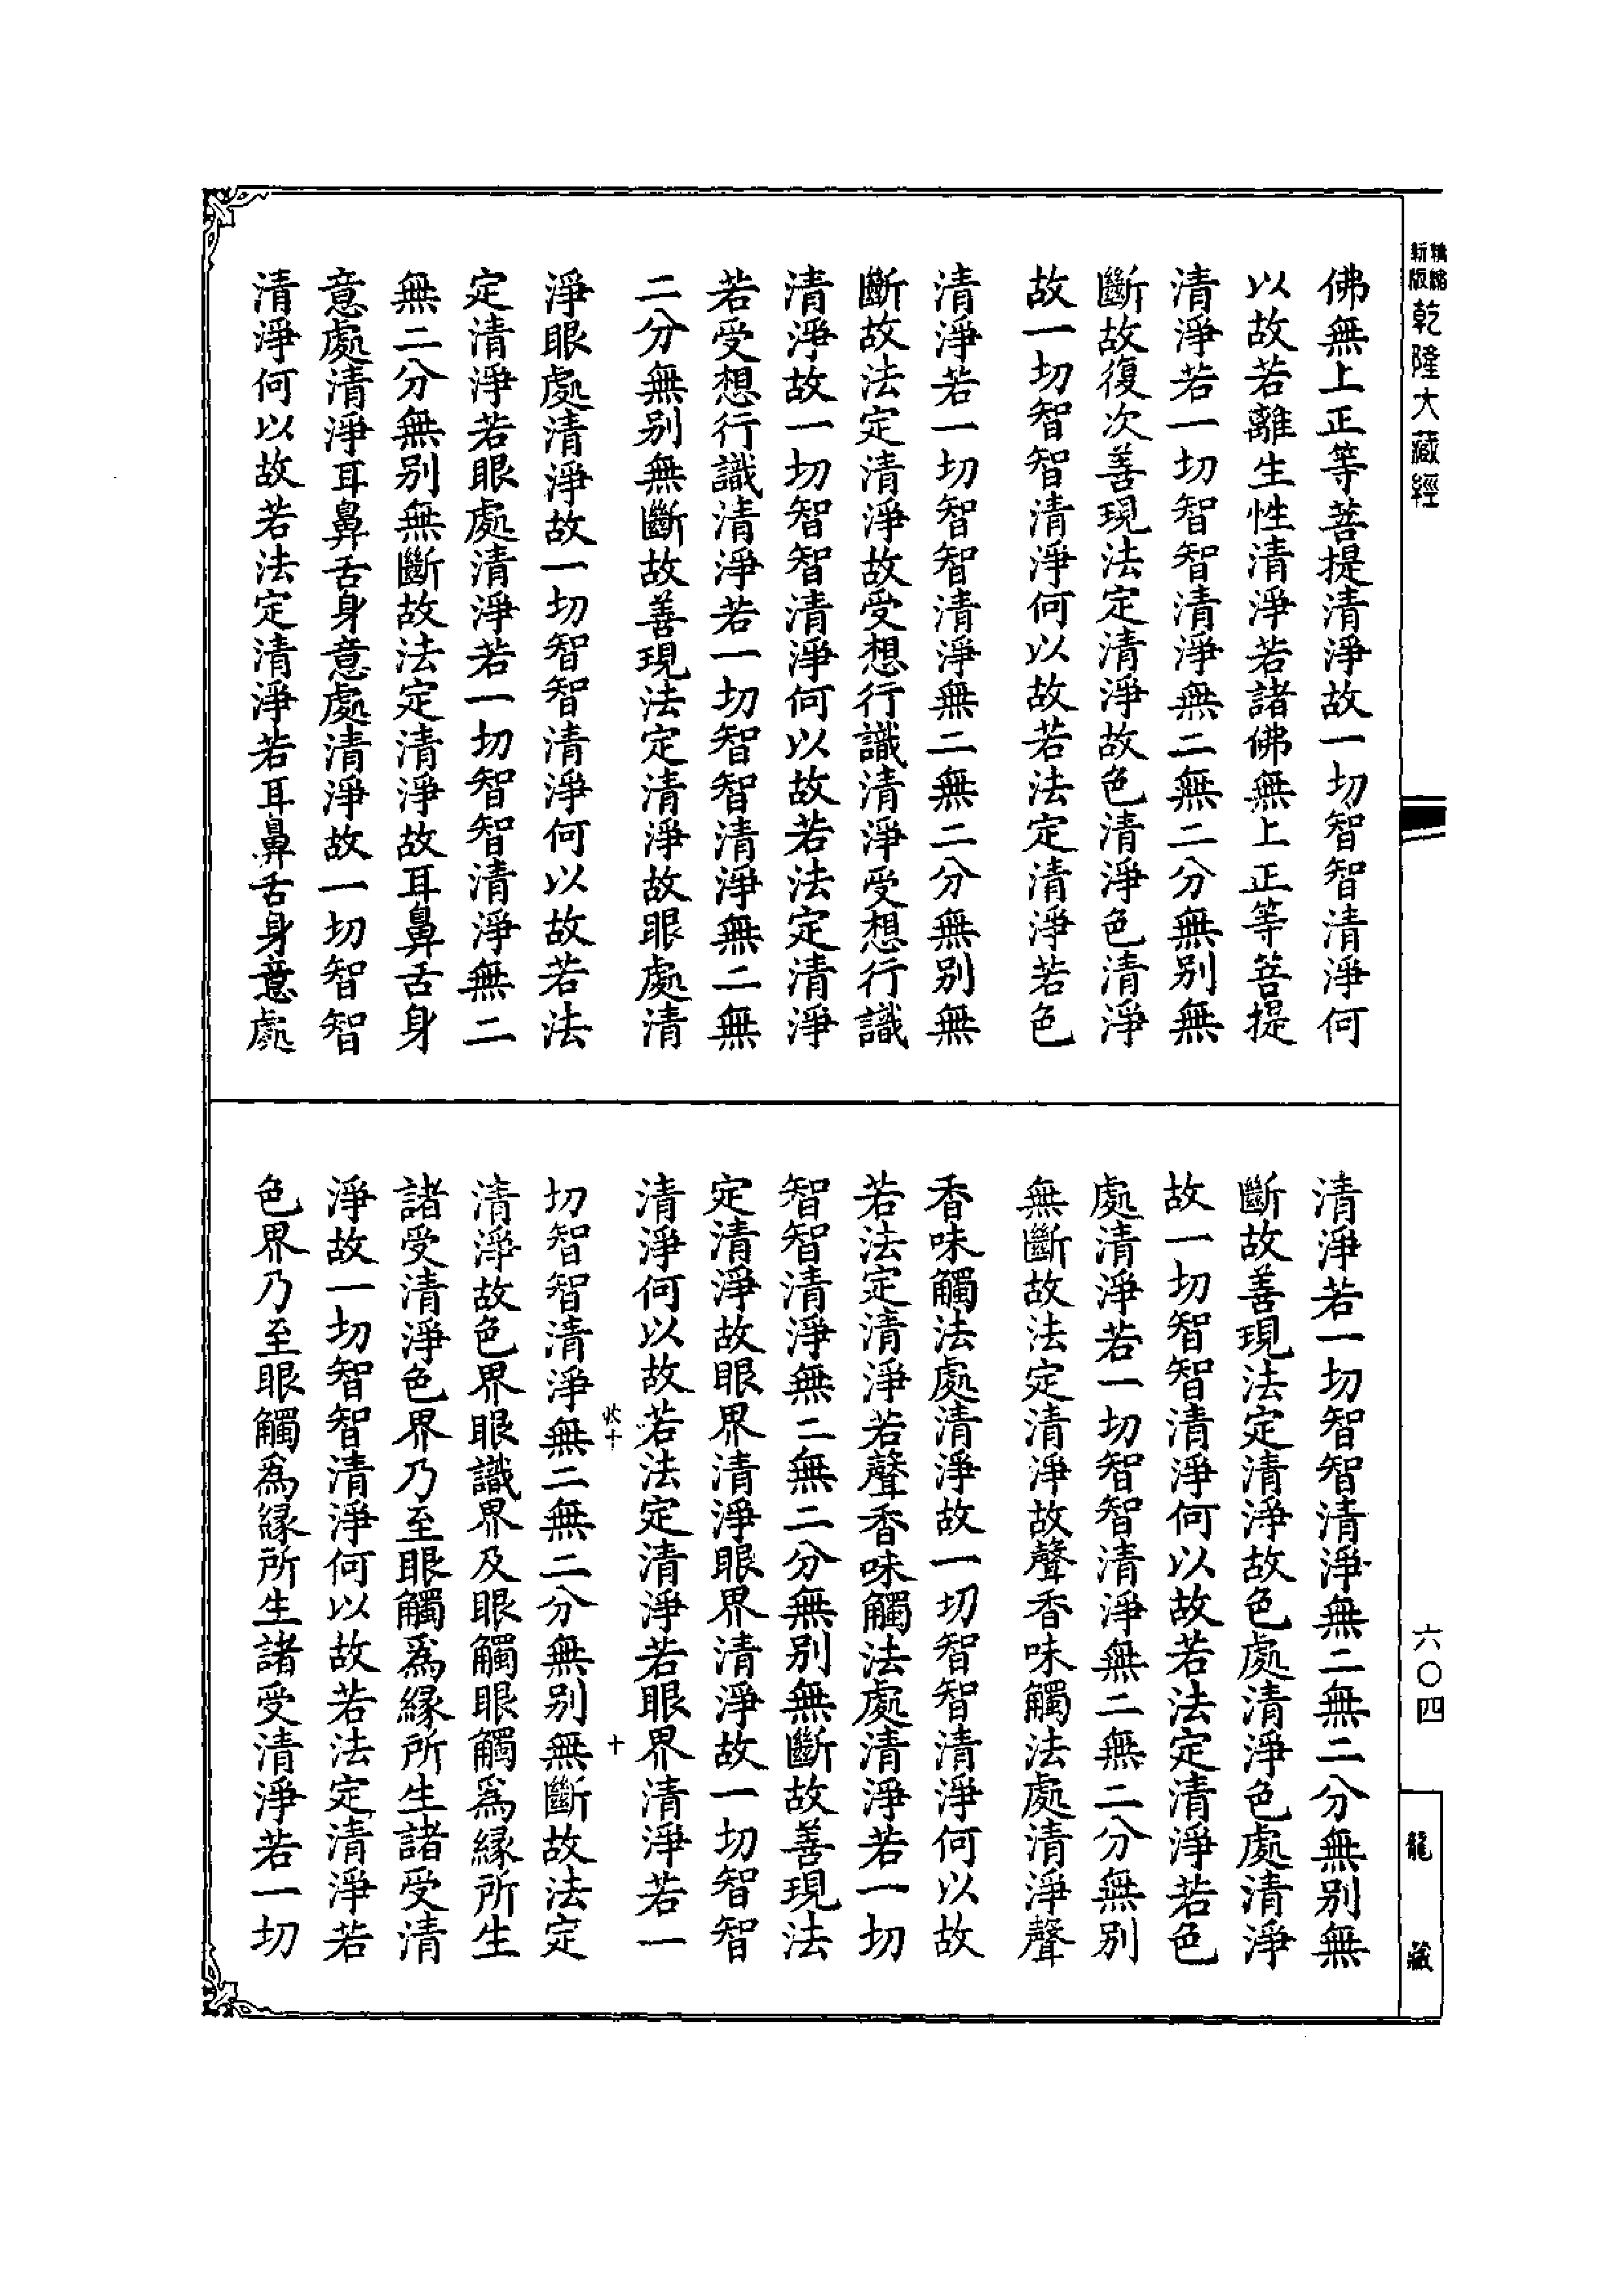 新版精縮乾隆大藏經
佛無上正等菩提清淨故一切智智清淨何
以故若離生性清淨若諸佛無上正等菩提
清淨若一切智智清淨無二無二分無别無
斷故復次善現法定清淨故色清淨色清淨
故一切智智清淨何以故若法定清淨若色
清淨若一切智智清淨無二無二分無别無
斷故法定清淨故受想行識清淨受想行識
清淨故一切智智清淨何以故若法定清淨
若受想行識清淨若一切智智清淨無二無
二分無别無斷故善現法定清淨故眼處清
淨眼處清淨故一切智智清淨何以故若法
定清淨若眼處清淨若一切智智清淨無二
無二分無别無斷故法定清淨故耳鼻舌身
意處清淨耳鼻舌身意處清淨故一切智智
清淨何以故若法定清淨若耳鼻舌身意處
清淨若一切智智清淨無二無二分無别無
斷故善現法定清淨故色處清淨色處清淨
故一切智智清淨何以故若法定清淨若色
處清淨若一切智智清淨無二無二分無别
無斷故法定清淨故聲香味觸法處清淨聲
香味觸法處清淨故一切智智清淨何以故
若法定清淨若聲香味觸法處清淨若一切
智智清淨無二無二分無别無斷故善現法
定清淨故眼界清淨眼界清淨故一切智智
清淨何以故若法定清淨若眼界清淨若一
十
切智智清淨無二無二分無别無斷故法定
清淨故色界眼識界及眼觸眼觸爲緣所生
諸受清淨色界乃至眼觸爲緣所生諸受清
淨故一切智智清淨何以故若法定清淨若
色界乃至眼觸爲緣所生諸受清淨若一切
六〇四
龍藏